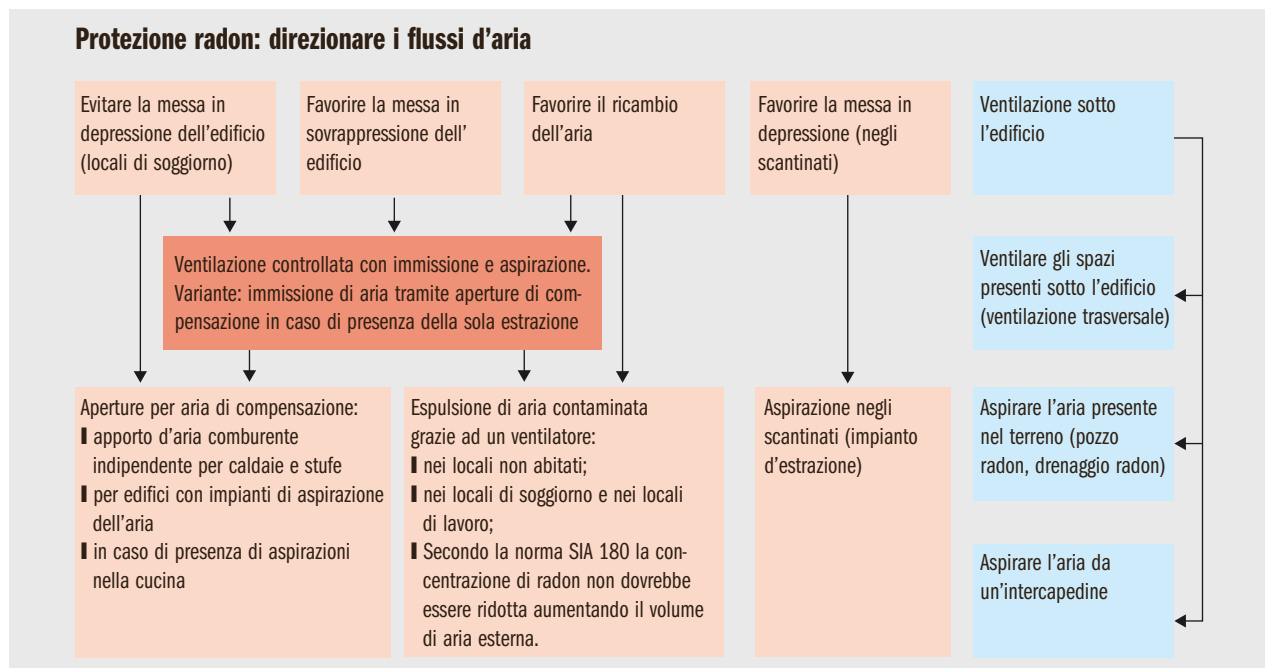 Protezione radon: direzionare i flussi d’aria
Evitare la messa in
depressione dell’edificio
(locali di soggiorno)
Favorire la messa in
sovrappressione dell’
edificio
Favorire il ricambio
dell’aria
Favorire la messa in
depressione (negli
scantinati)
Ventilazione sotto
l’edificio
Ventilazione controllata con immissione e aspirazione.
Variante: immissione di aria tramite aperture di com-
pensazione in caso di presenza della sola estrazione
Ventilare gli spazi
presenti sotto l’edificio
(ventilazione trasversale)
Aperture per aria di compensazione:
❚ apporto d’aria comburente
indipendente per caldaie e stufe
❚ per edifici con impianti di aspirazione
dell’aria
❚ in caso di presenza di aspirazioni
nella cucina
Espulsione di aria contaminata
grazie ad un ventilatore:
❚ nei locali non abitati;
❚ nei locali di soggiorno e nei locali
di lavoro;
❚ Secondo la norma SIA 180 la con-
centrazione di radon non dovrebbe
essere ridotta aumentando il volume
di aria esterna.
Aspirazione negli
scantinati (impianto
d’estrazione)
Aspirare l’aria presente
nel terreno (pozzo
radon, drenaggio radon)
Aspirare l’aria da
un’intercapedine